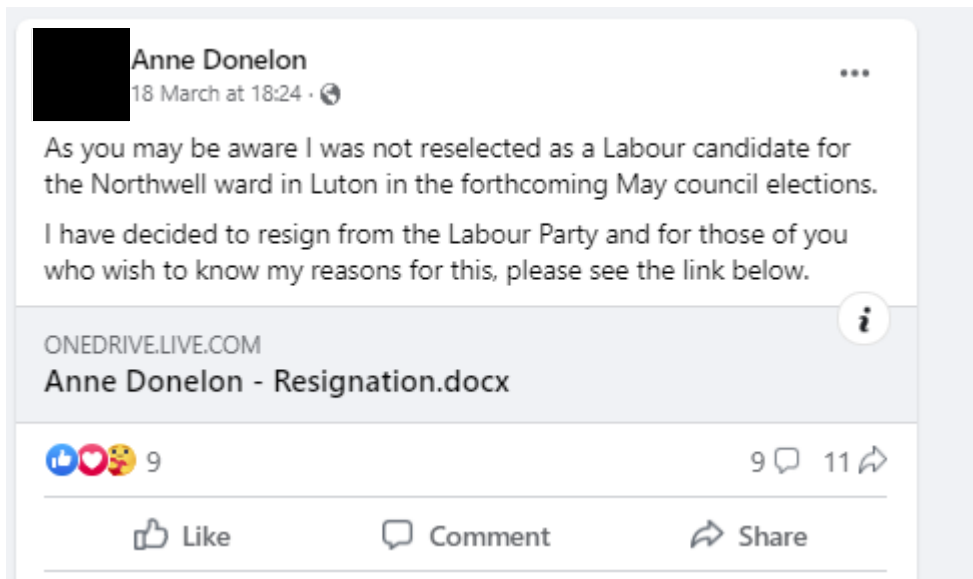 Anne Donelon
18 March at 18:24 ·
As you may be aware I was not reselected as a Labour candidate for
the Northwell ward in Luton in the forthcoming May council elections.
I have decided to resign from the Labour Party and for those of you
who wish to know my reasons for this, please see the link below.
i
ONEDRIVE.LIVE.COM
Anne Donelon - Resignation.docx
9 9 11
Like Comment Share